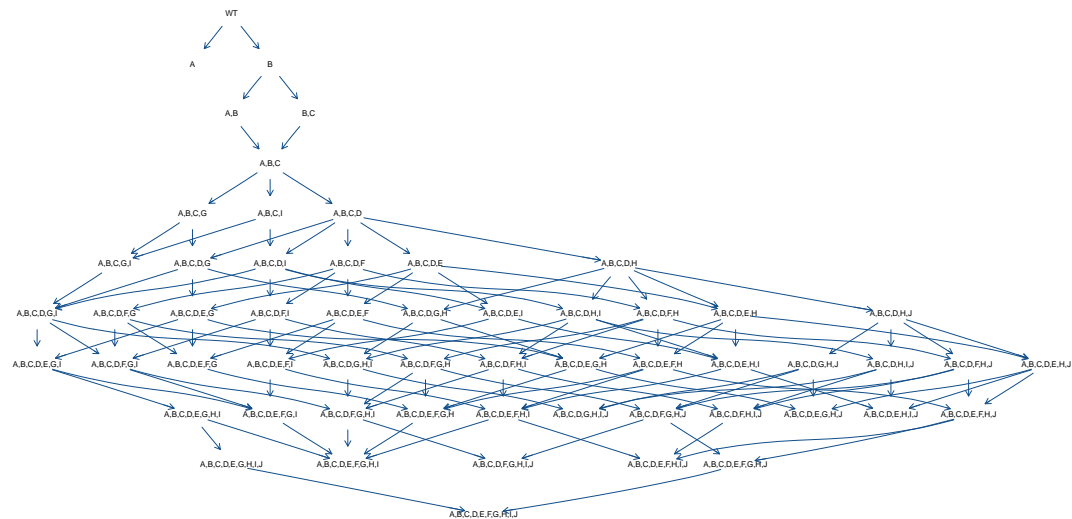 WT
A B
A,B B,C
A,B,C
A,B,C,G A,B,C,I A,B,C,D
A,B,C,G,I A,B,C,D,G A,B,C,D,I A,B,C,D,F A,B,C,D,E A,B,C,D,H
A,B,C,D,G,I A,B,C,D,F,G A,B,C,D,E,G A,B,C,D,F,I A,B,C,D,E,F A,B,C,D,G,H A,B,C,D,E,I A,B,C,D,H,I A,B,C,D,F,H A,B,C,D,E,H A,B,C,D,H,J
A,B,C,D,E,G,I A,B,C,D,F,G,I A,B,C,D,E,F,G A,B,C,D,E,F,I A,B,C,D,G,H,I A,B,C,D,F,G,H A,B,C,D,F,H,I A,B,C,D,E,G,H A,B,C,D,E,F,H A,B,C,D,E,H,I A,B,C,D,G,H,J A,B,C,D,H,I,J A,B,C,D,F,H,J A,B,C,D,E,H,J
A,B,C,D,E,G,H,I A,B,C,D,E,F,G,I A,B,C,D,F,G,H,I A,B,C,D,E,F,G,H A,B,C,D,E,F,H,I A,B,C,D,G,H,I,J A,B,C,D,F,G,H,J A,B,C,D,F,H,I,J A,B,C,D,E,G,H,J A,B,C,D,E,H,I,J A,B,C,D,E,F,H,J
A,B,C,D,E,G,H,I,J A,B,C,D,E,F,G,H,I A,B,C,D,F,G,H,I,J A,B,C,D,E,F,H,I,J A,B,C,D,E,F,G,H,J
A,B,C,D,E,F,G,H,I,J